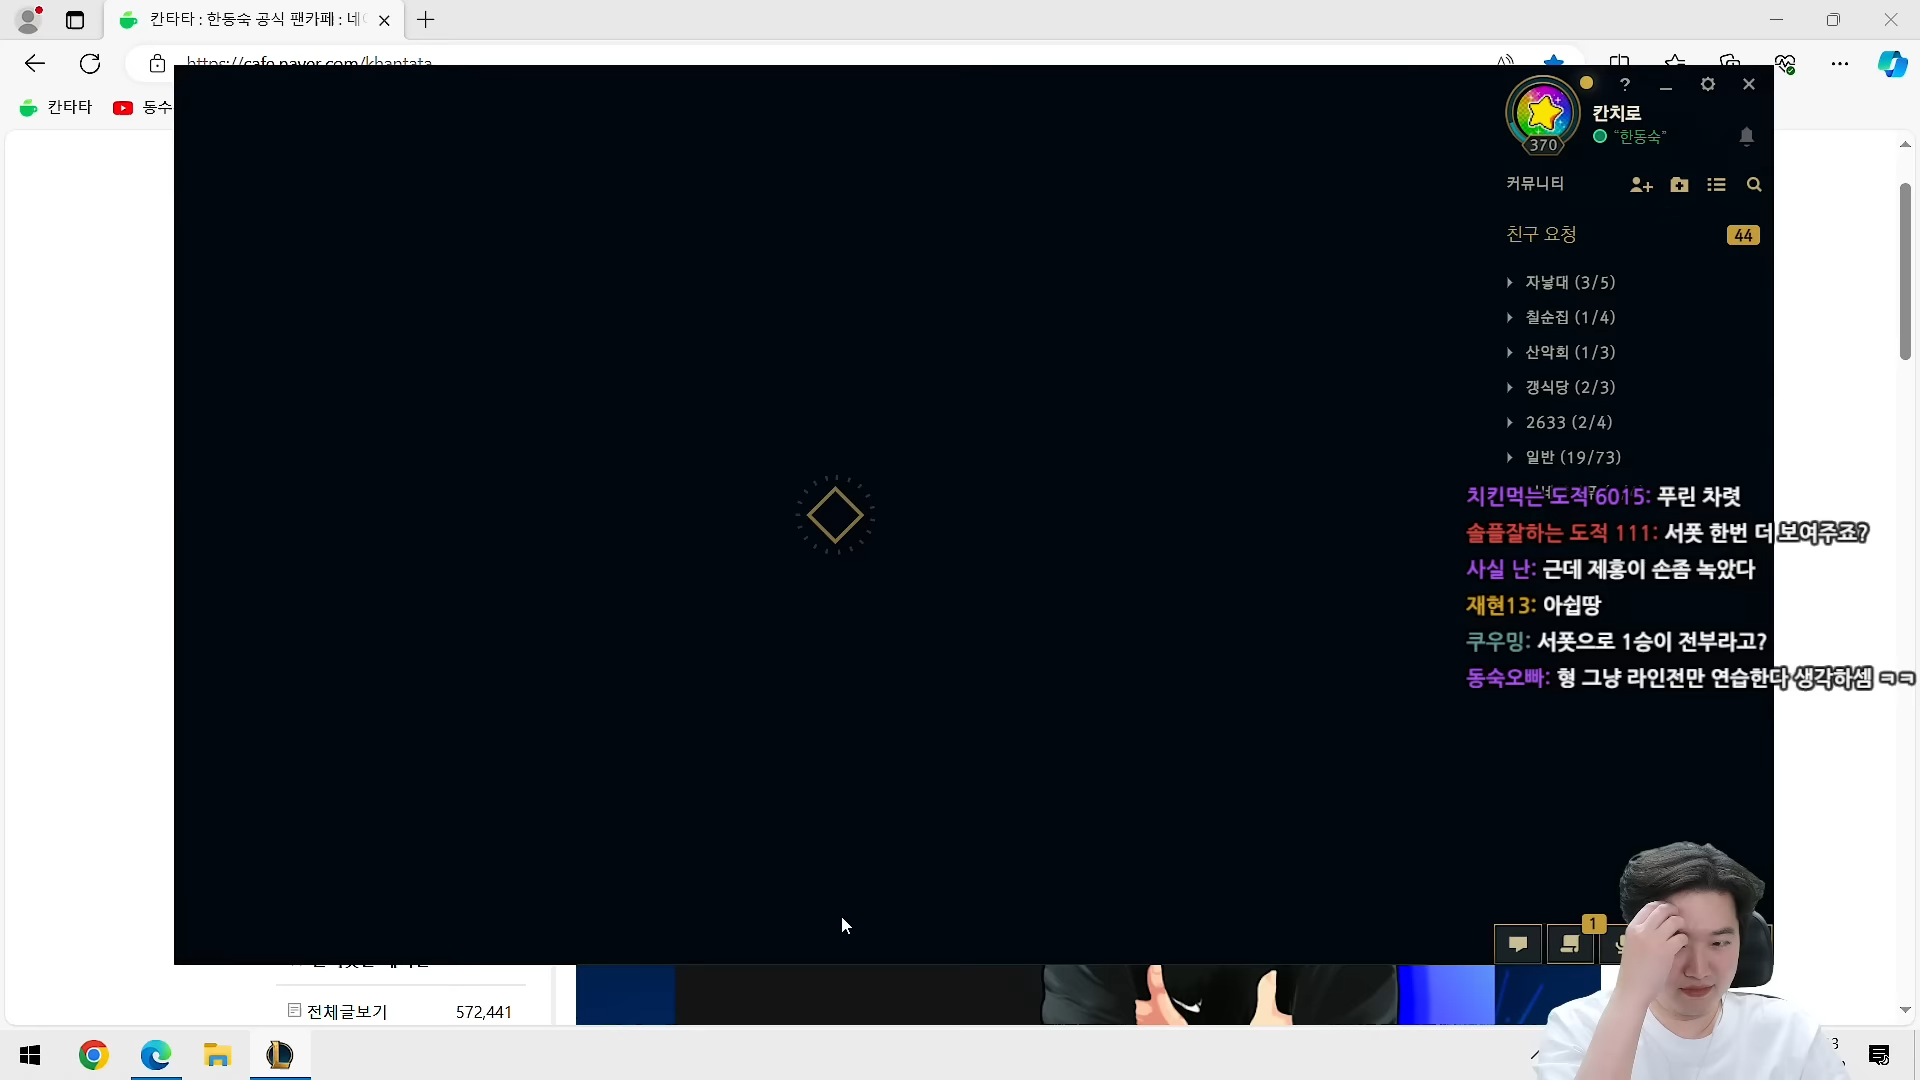 칸타타 : 한동숙 공식 팬카페 : 네이
https://cafe.naver.com/khantata
칸타타
동수
칸치로
370
"한동숙"
커뮤니티
친구 요청
44
자낳대 (3/5)
칠순집 (1/4)
산악회 (1/3)
갱식당 (2/3)
2633 (2/4)
일반 (19/73)
치킨먹는 도적 6015: 푸린 차렷
솔플잘하는 도적 111: 서폿 한번 더 보여주죠?
사실 난: 근데 제홍이 손좀 녹았다
재현13: 아쉽땅
쿠우밍: 서폿으로 1승이 전부라고?
동숙오빠: 형 그냥 라인전만 연습한다 생각하셈 ㅋㅋ
1
전체글보기
572,441
3